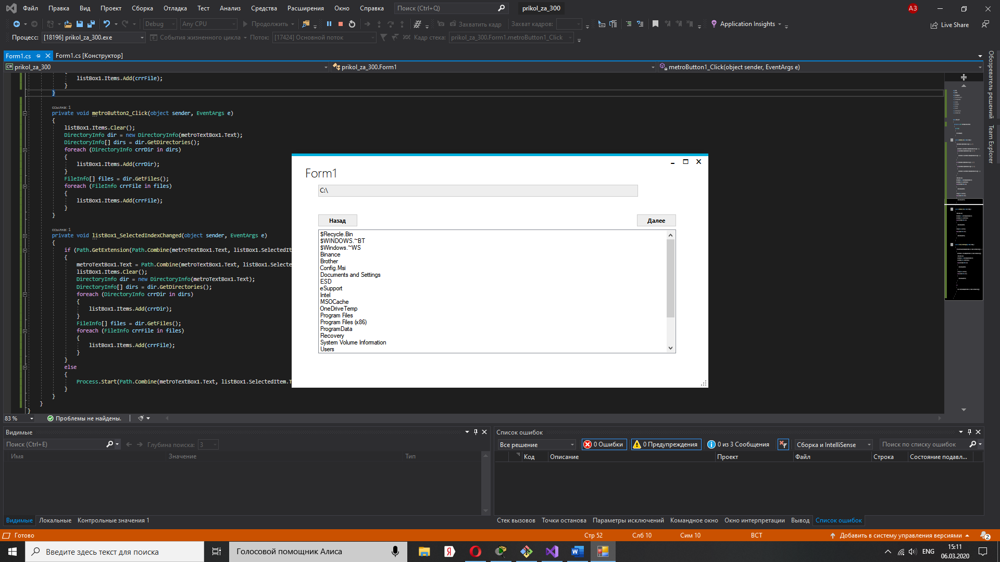 Файл Правка Вид Проект Сборка Отладка Тест Анализ Средства Расширения Окно Справка Поиск (Ctrl+Q) prikol_za_300 АЗ
Debug Any CPU Продолжить Захватить кадр Захват кадров: Application Insights Live Share
Процесс: [18196] prikol_za_300.exe События жизненного цикла Поток: [17424] Основной поток Кадр стека: prikol_za_300.Form1.metroButton1_Click
Form1.cs Form1.cs [Конструктор]
prikol_za_300 prikol_za_300.Form1 metroButton1_Click(object sender, EventArgs e)
Обозреватель решений
Team Explorer
listBox1.Items.Add(crrFile);
}
}
ссылка: 1
private void metroButton2_Click(object sender, EventArgs e)
{
listBox1.Items.Clear();
DirectoryInfo dir = new DirectoryInfo(metroTextBox1.Text);
DirectoryInfo[] dirs = dir.GetDirectories();
foreach (DirectoryInfo crrDir in dirs)
{
listBox1.Items.Add(crrDir);
}
FileInfo[] files = dir.GetFiles();
foreach (FileInfo crrFile in files)
{
listBox1.Items.Add(crrFile);
}
}
ссылка: 1
private void listBox1_SelectedIndexChanged(object sender, EventArgs e)
{
if (Path.GetExtension(Path.Combine(metroTextBox1.Text, listBox1.SelectedIt
{
metroTextBox1.Text = Path.Combine(metroTextBox1.Text, listBox1.Selecte
listBox1.Items.Clear();
DirectoryInfo dir = new DirectoryInfo(metroTextBox1.Text);
DirectoryInfo[] dirs = dir.GetDirectories();
foreach (DirectoryInfo crrDir in dirs)
{
listBox1.Items.Add(crrDir);
}
FileInfo[] files = dir.GetFiles();
foreach (FileInfo crrFile in files)
{
listBox1.Items.Add(crrFile);
}
}
else
{
Process.Start(Path.Combine(metroTextBox1.Text, listBox1.SelectedItem.T
}
}
}
}
Form1
C:\
Назад Далее
$Recycle.Bin
$WINDOWS.~BT
$Windows.~WS
Binance
Brother
Config.Msi
Documents and Settings
ESD
eSupport
Intel
MSOCache
OneDriveTemp
Program Files
Program Files (x86)
ProgramData
Recovery
System Volume Information
Users
83 % Проблемы не найдены.
Видимые
Поиск (Ctrl+E) Глубина поиска: 3
Имя Значение Тип
Видимые Локальные Контрольные значения 1
Список ошибок
Все решение 0 Ошибки 0 Предупреждения 0 из 3 Сообщения Сборка и IntelliSense Поиск по списку ошибок
Код Описание Проект Файл Строка Состояние подавл...
Стек вызовов Точки останова Параметры исключений Командное окно Окно интерпретации Вывод Список ошибок
Готово Стр 52 Слб 10 Сим 10 ВСТ Добавить в систему управления версиями 2
Введите здесь текст для поиска Голосовой помощник Алиса Я ENG 15:11
06.03.2020